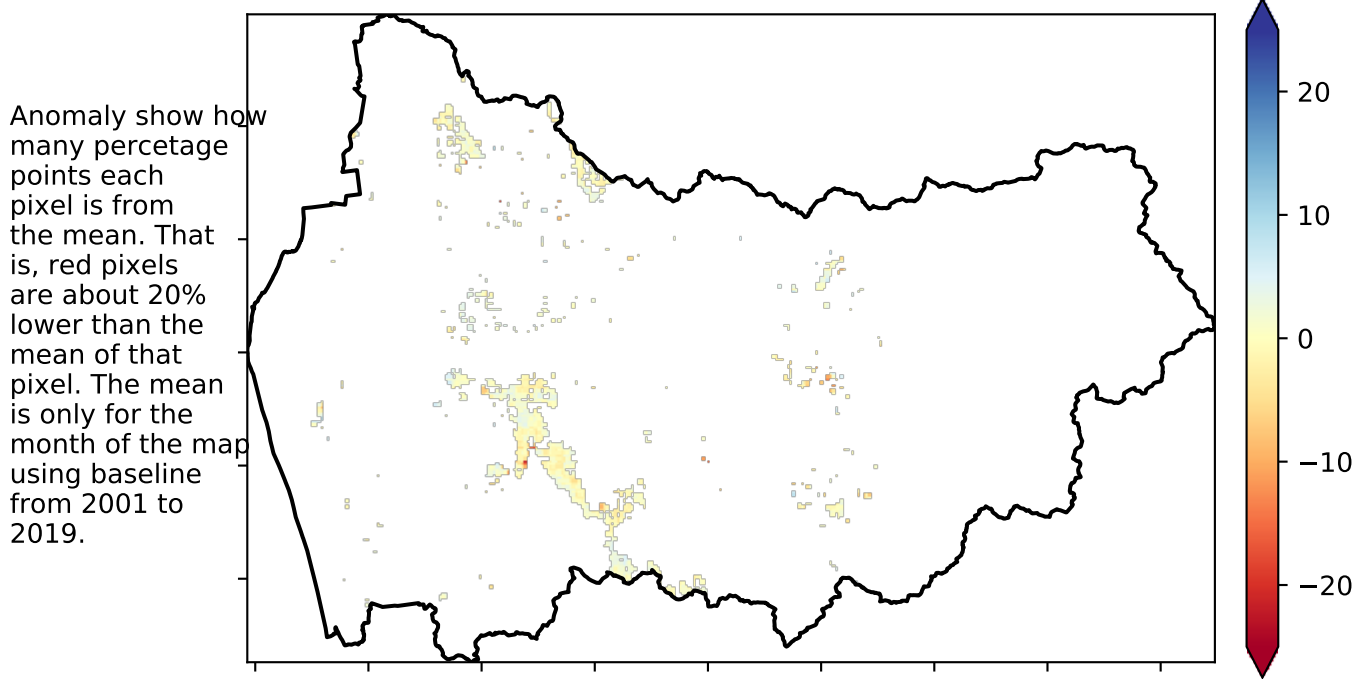 Anomaly show how
many percetage
points each
pixel is from
the mean. That
is, red pixels
are about 20%
lower than the
mean of that
pixel. The mean
is only for the
month of the map
using baseline
from 2001 to
2019.
20
10
0
−10
−20